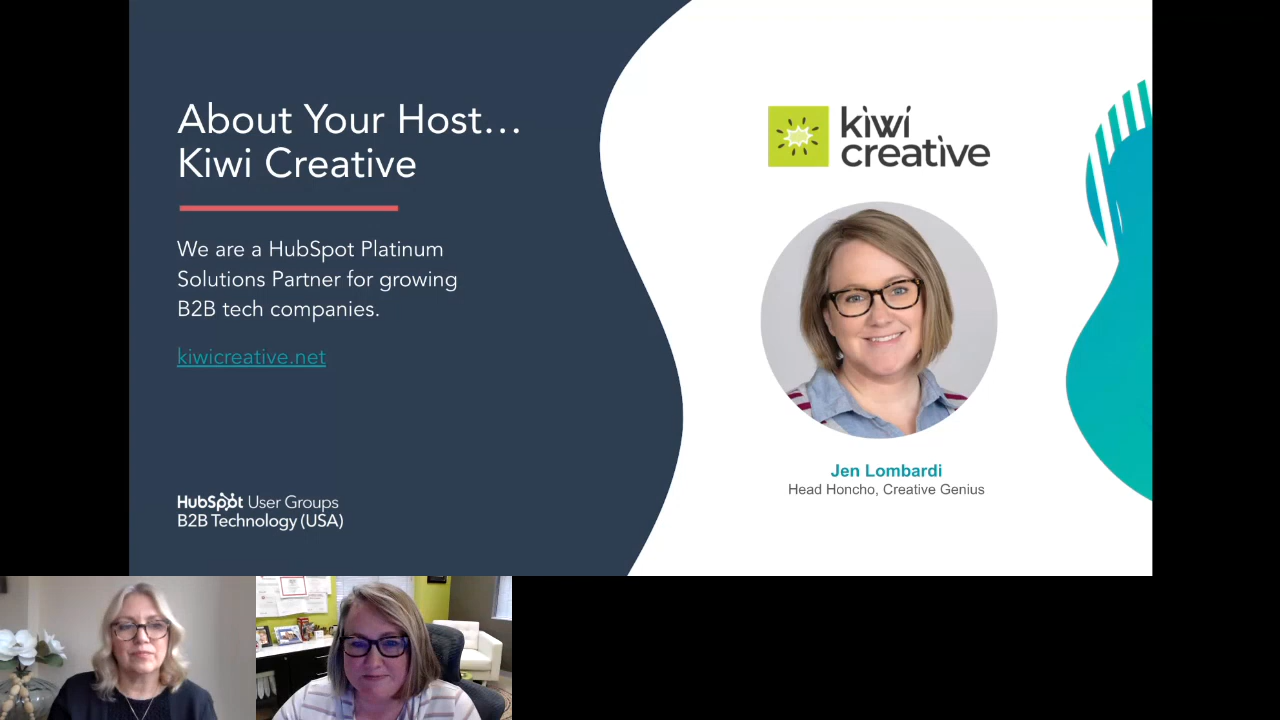 About Your Host...
Kiwi Creative
We are a HubSpot Platinum
Solutions Partner for growing
B2B tech companies.
kiwicreative.net
HubSpot User Groups
B2B Technology (USA)
kiwi
creative
Jen Lombardi
Head Honcho, Creative Genius